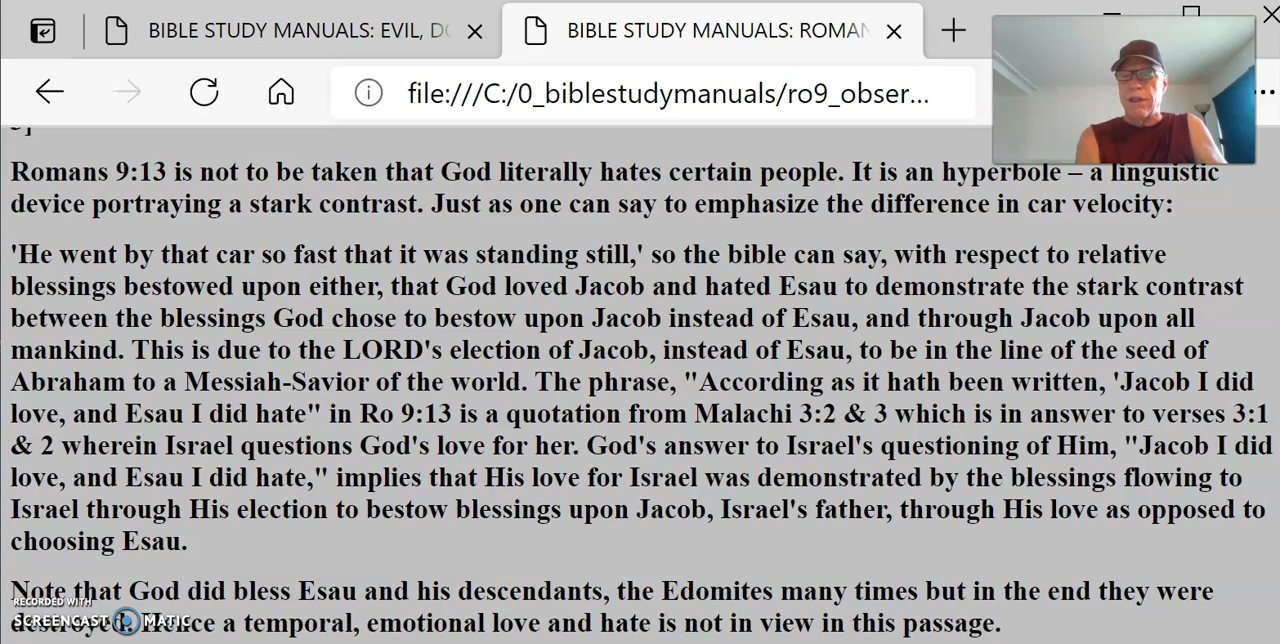 BIBLE STUDY MANUALS: EVIL, DO
BIBLE STUDY MANUALS: ROMAN
file:///C:/0_biblestudymanuals/ro9_obser...
Romans 9:13 is not to be taken that God literally hates certain people. It is an hyperbole – a linguistic
device portraying a stark contrast. Just as one can say to emphasize the difference in car velocity:
'He went by that car so fast that it was standing still,' so the bible can say, with respect to relative
blessings bestowed upon either, that God loved Jacob and hated Esau to demonstrate the stark contrast
between the blessings God chose to bestow upon Jacob instead of Esau, and through Jacob upon all
mankind. This is due to the LORD's election of Jacob, instead of Esau, to be in the line of the seed of
Abraham to a Messiah-Savior of the world. The phrase, "According as it hath been written, 'Jacob I did
love, and Esau I did hate" in Ro 9:13 is a quotation from Malachi 3:2 & 3 which is in answer to verses 3:1
& 2 wherein Israel questions God's love for her. God's answer to Israel's questioning of Him, "Jacob I did
love, and Esau I did hate," implies that His love for Israel was demonstrated by the blessings flowing to
Israel through His election to bestow blessings upon Jacob, Israel's father, through His love as opposed to
choosing Esau.
Note that God did bless Esau and his descendants, the Edomites many times but in the end they were
destroyed. Hence a temporal, emotional love and hate is not in view in this passage.
RECORDED WITH
SCREENCAST MATIC